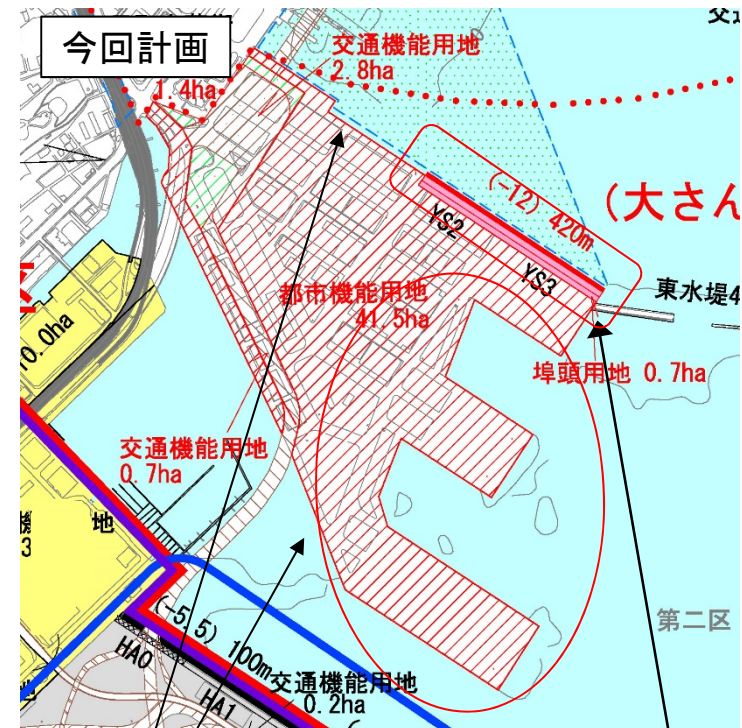 今回計画
交通機能用地
2.8ha
1.4ha
(-12) 420m
(大さん
YS2
YS3
東水堤4
都市機能用地
41.5ha
埠頭用地 0.7ha
10.0ha
交通機能用地
0.7ha
地
3
第二区
(-5.5) 100m
HA0
HA1
交通機能用地
0.2ha